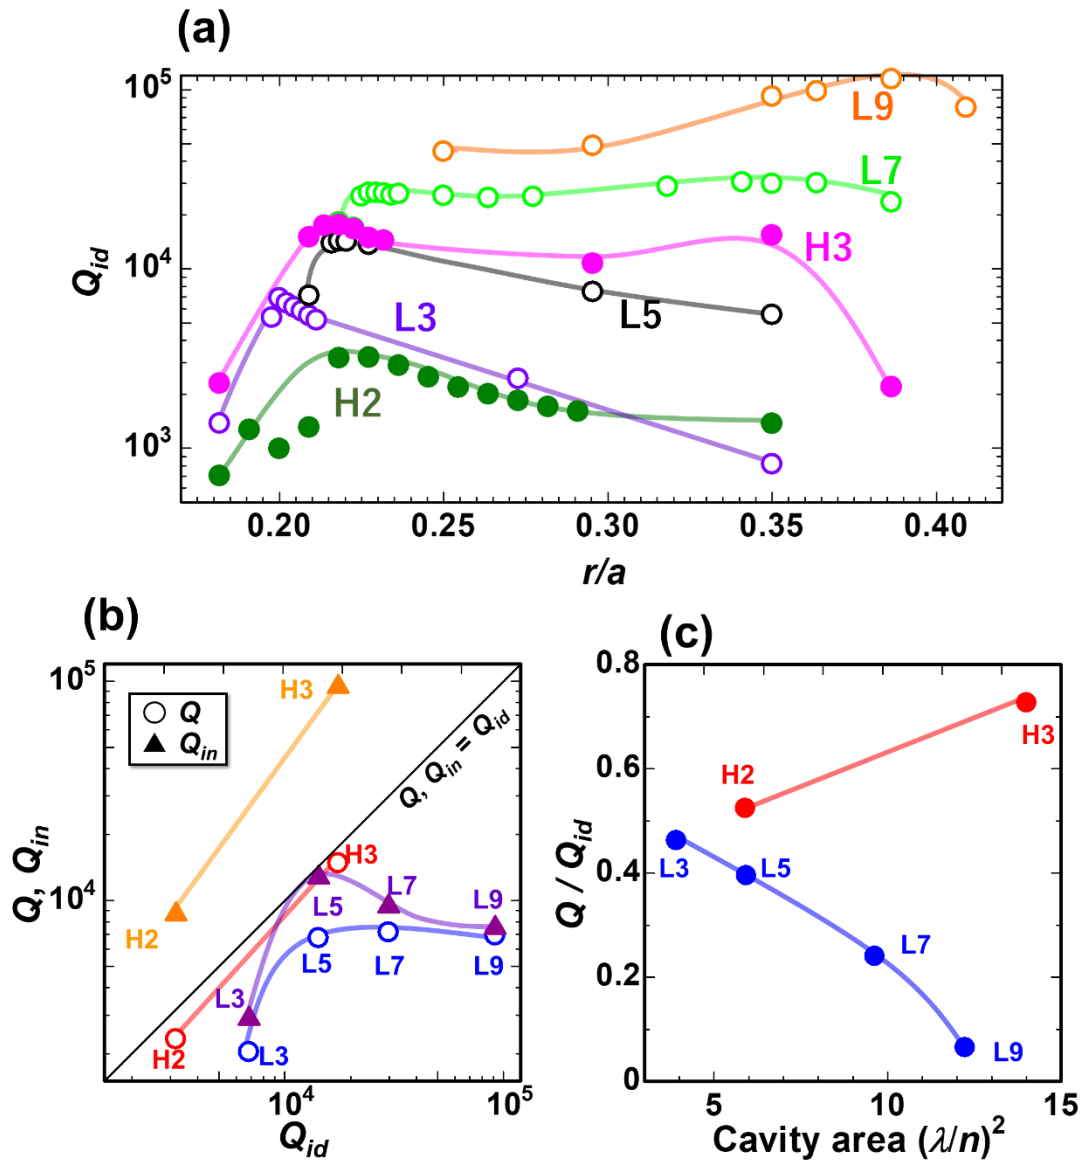 (a)
10^5
10^4
10^3
Q_id
L9
L7
H3
L5
L3
H2
0.20 0.25 0.30 0.35 0.40
r/a
(b)
10^5
10^4
Q, Q_in
Q
Q_in
H3
Q, Q_in = Q_id
H3
L5
L7
L9
H2
L5
L7
L9
L3
H2
L3
10^4 10^5
Q_id
(c)
0.8
0.6
0.4
0.2
0
Q / Q_id
H2
H3
L3
L5
L7
L9
5 10 15
Cavity area (λ/n)^2